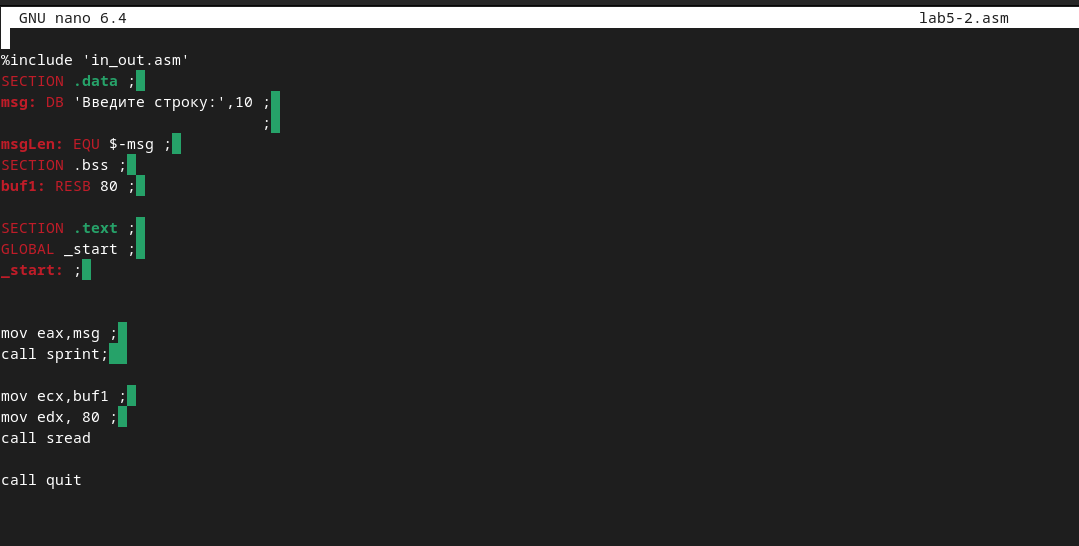 GNU nano 6.4 lab5-2.asm
%include 'in_out.asm'
SECTION .data ;
msg: DB 'Введите строку:',10 ;
;
msgLen: EQU $-msg ;
SECTION .bss ;
buf1: RESB 80 ;
SECTION .text ;
GLOBAL _start ;
_start: ;
mov eax,msg ;
call sprint;
mov ecx,buf1 ;
mov edx, 80 ;
call sread
call quit